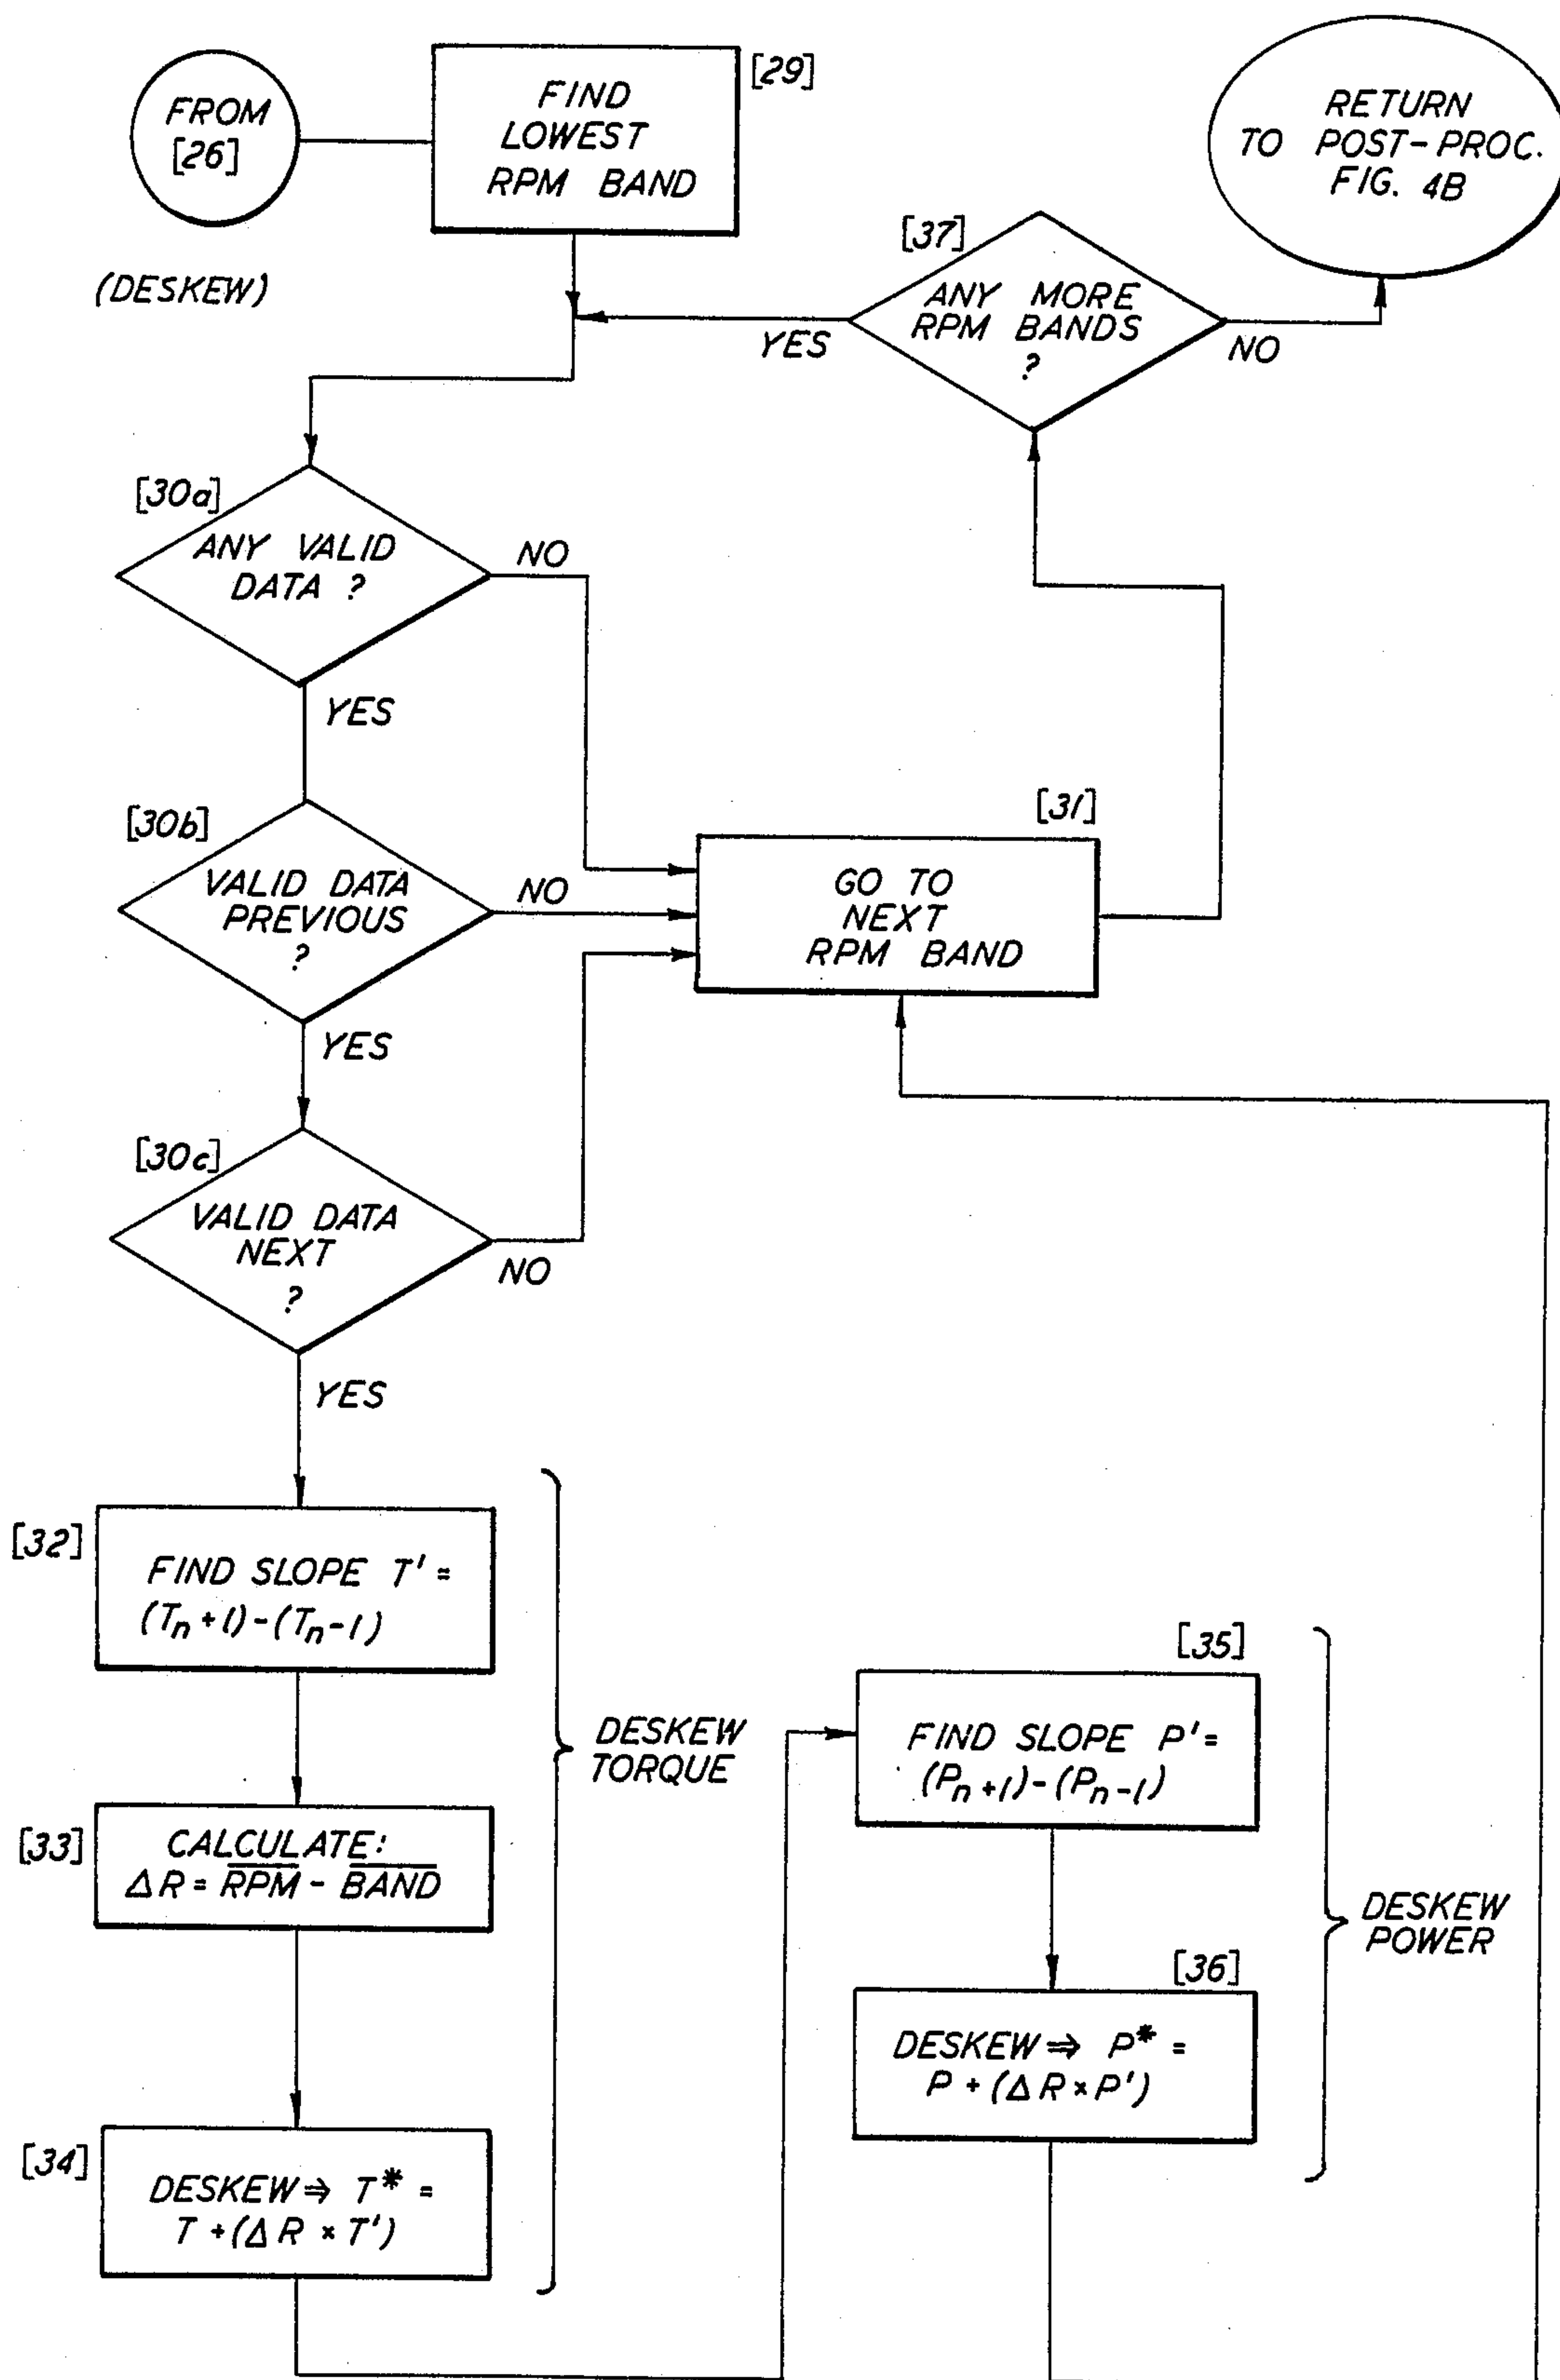 FROM
[26]
FIND
LOWEST
RPM BAND
[29]
RETURN
TO POST-PROC.
FIG. 4B
(DESKEW)
[37]
ANY MORE
RPM BANDS
?
YES
NO
[30a]
ANY VALID
DATA ?
NO
YES
[30b]
VALID DATA
PREVIOUS
?
NO
YES
[31]
GO TO
NEXT
RPM BAND
[30c]
VALID DATA
NEXT
?
NO
YES
[32]
FIND SLOPE T' =
(Tn+1)-(Tn-1)
[33]
CALCULATE:
ΔR = R̅P̅M̅ - B̅A̅N̅D̅
[34]
DESKEW ⇒ T* =
T + (ΔR × T')
DESKEW
TORQUE
[35]
FIND SLOPE P' =
(Pn+1)-(Pn-1)
[36]
DESKEW ⇒ P* =
P + (ΔR × P')
DESKEW
POWER